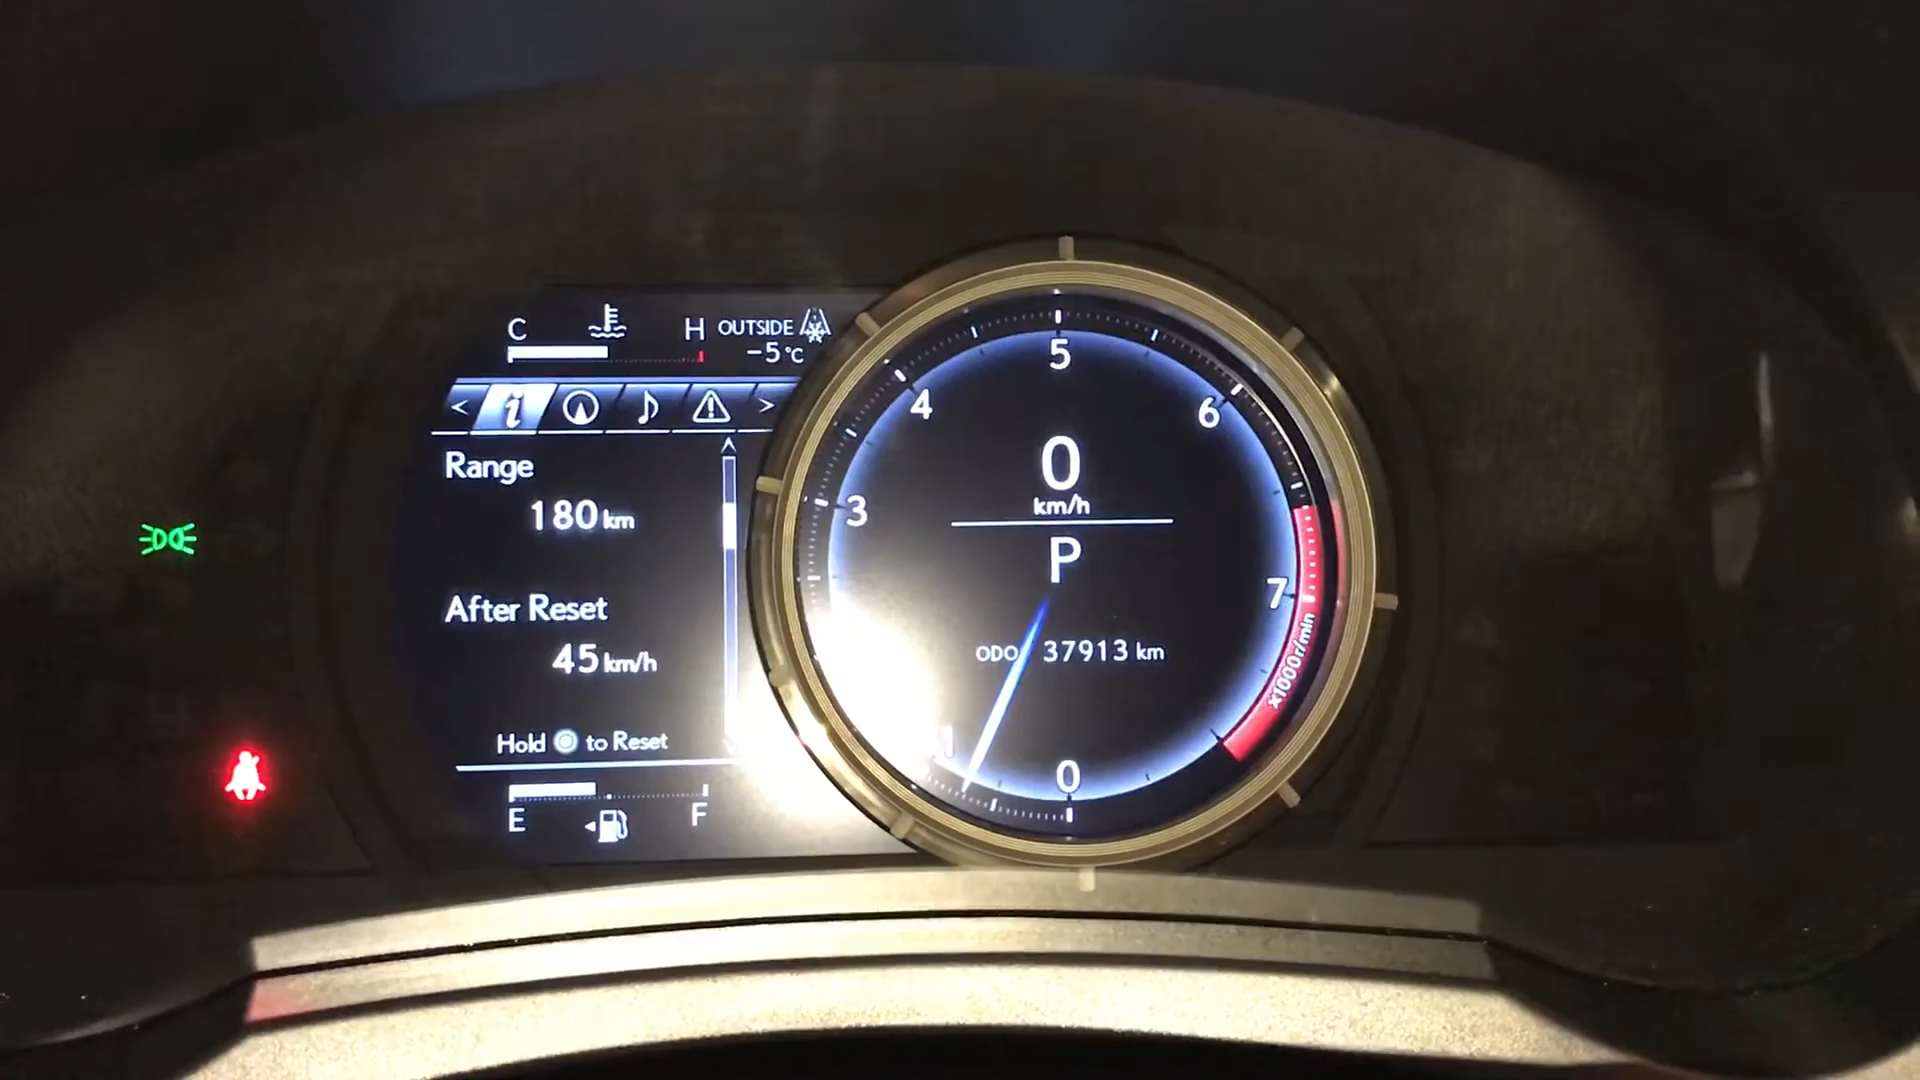 C H OUTSIDE
-5°C
< i >
Range
180 km
After Reset
45 km/h
Hold to Reset
E F
0
km/h
P
ODO 37913 km
0
1
3
4
5
6
7
x1000r/min